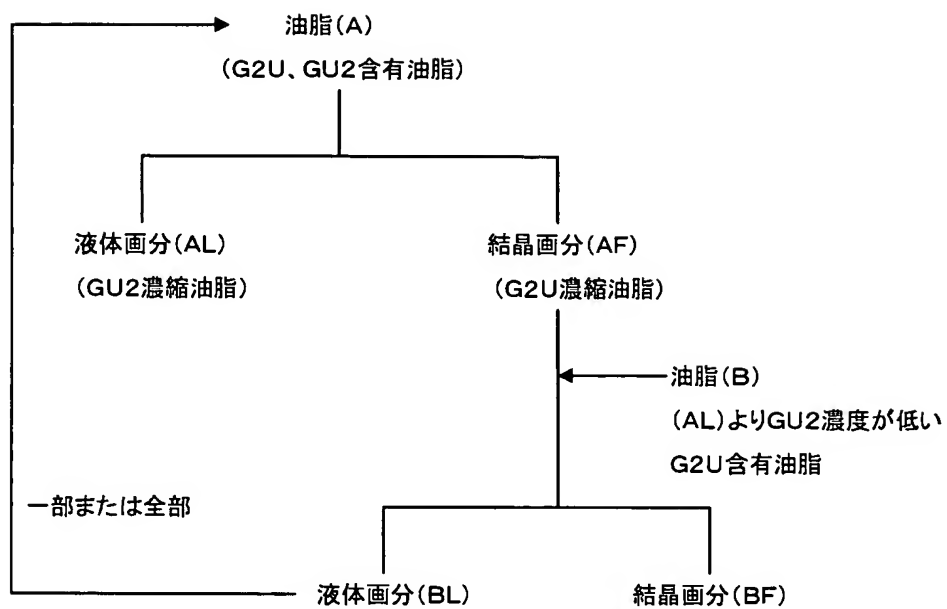 油脂(A)
(G2U、GU2含有油脂)
液体画分(AL)
(GU2濃縮油脂)
結晶画分(AF)
(G2U濃縮油脂)
油脂(B)
(AL)よりGU2濃度が低い
G2U含有油脂
一部または全部
液体画分(BL)
結晶画分(BF)